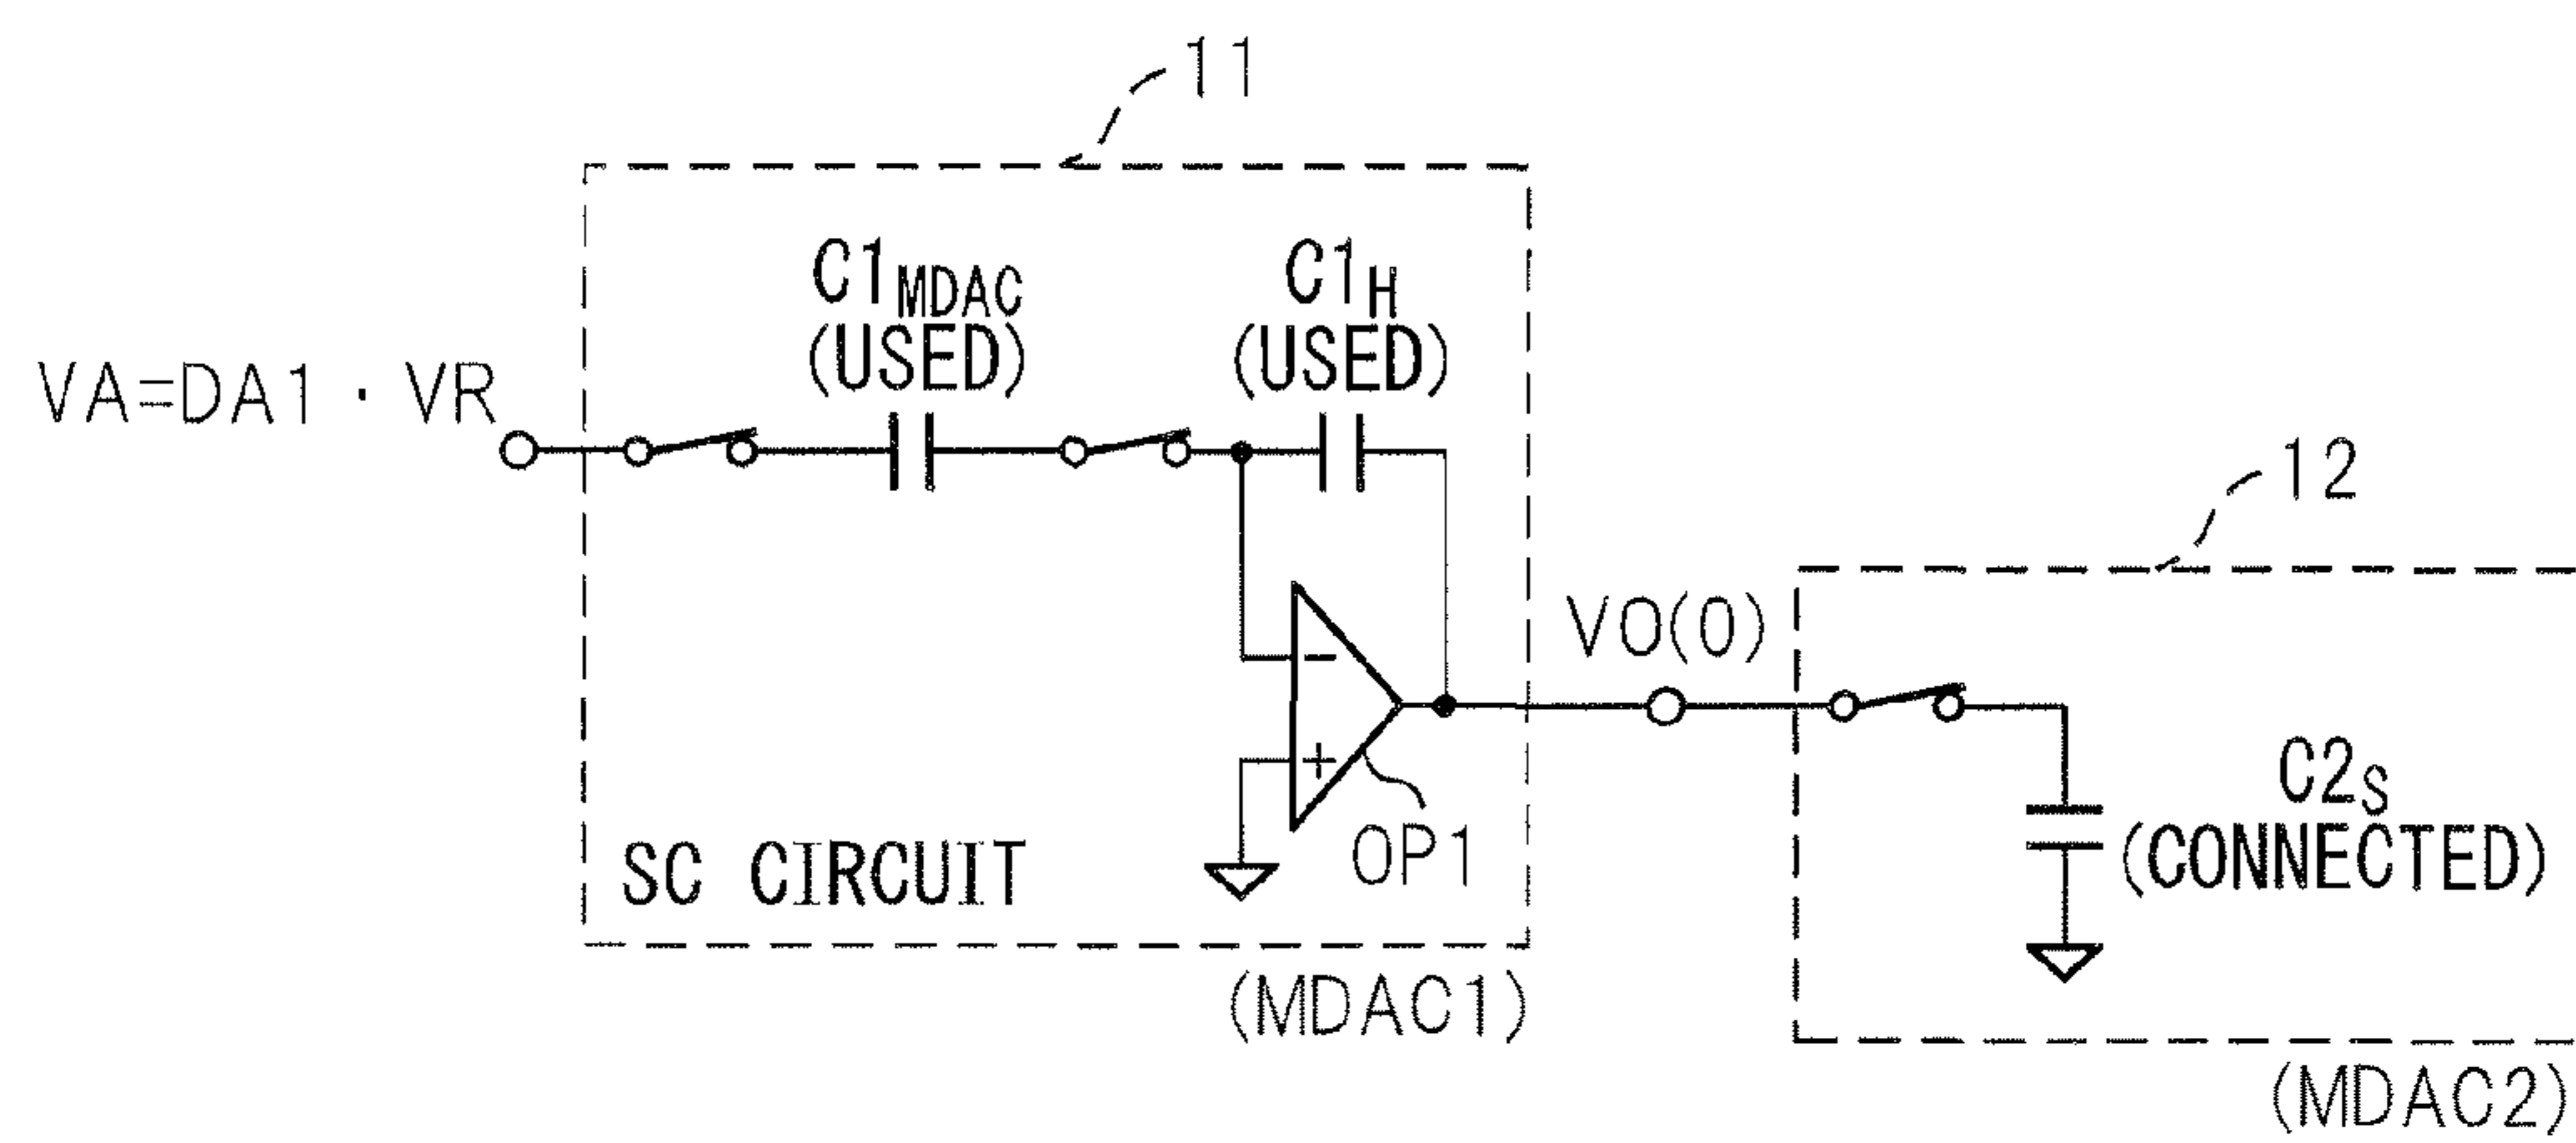 11
C1MDAC
(USED)
C1H
(USED)
VA=DA1・VR
12
VO(0)
-
+
C2S
(CONNECTED)
OP1
SC CIRCUIT
(MDAC1)
(MDAC2)